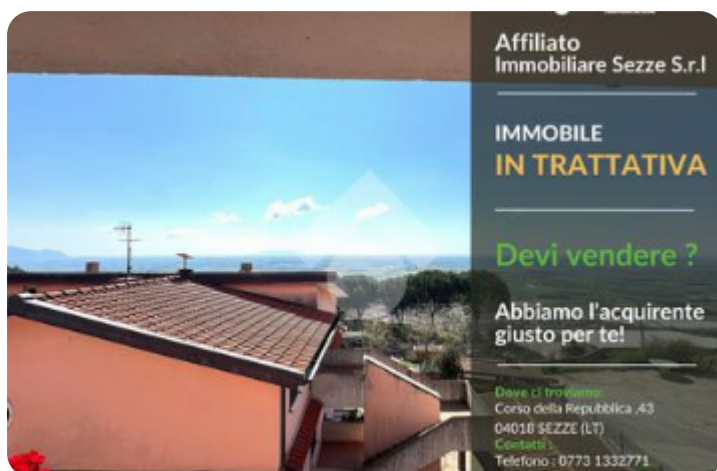 Affiliato
Immobiliare Sezze S.r.l
IMMOBILE
IN TRATTATIVA
Devi vendere ?
Abbiamo l'acquirente
giusto per te!
Dove ci troviamo:
Corso della Repubblica ,43
04018 SEZZE (LT)
Contatti :
Telefono : 0773 1332771